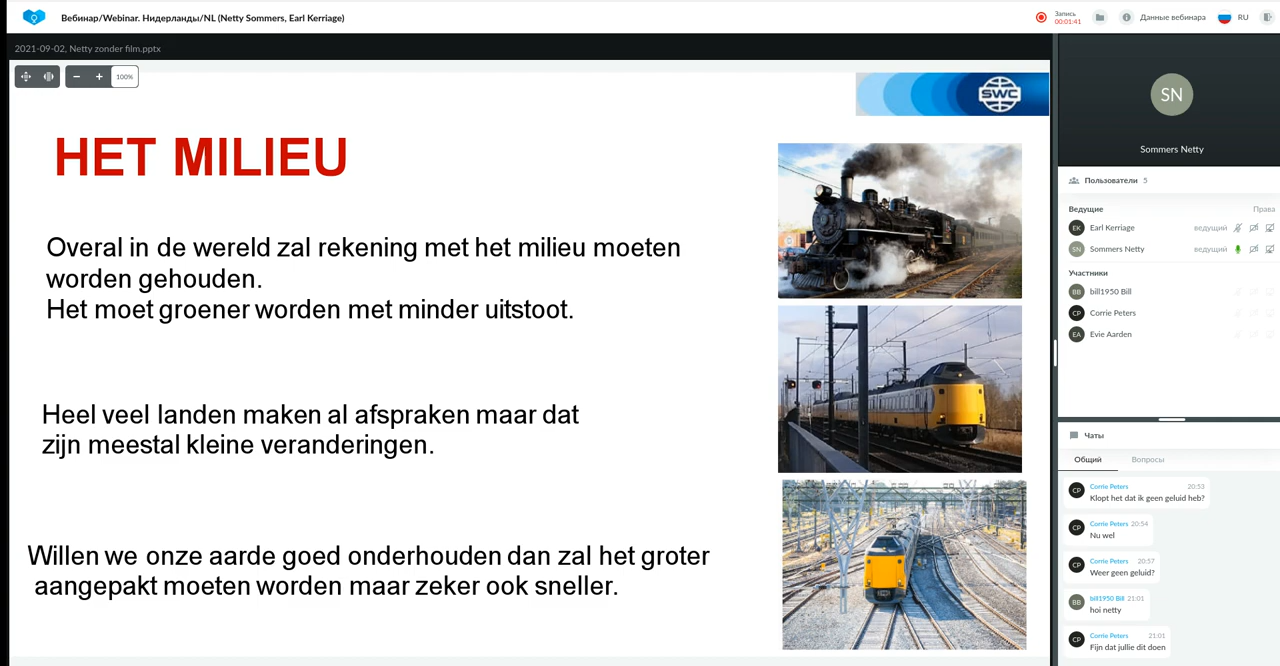 Вебинар/Webinar. Нидерланды/NL (Netty Sommers, Earl Kerriage)
Запись
00:01:41
Данные вебинара
RU
2021-09-02, Netty zonder film.pptx
100%
SWC
HET MILIEU
Overal in de wereld zal rekening met het milieu moeten
worden gehouden.
Het moet groener worden met minder uitstoot.
Heel veel landen maken al afspraken maar dat
zijn meestal kleine veranderingen.
Willen we onze aarde goed onderhouden dan zal het groter
aangepakt moeten worden maar zeker ook sneller.
SN
Sommers Netty
Пользователи 5
Ведущие Права
EK Earl Kerriage ведущий
SN Sommers Netty ведущий
Участники
BB bill1950 Bill
CP Corrie Peters
EA Evie Aarden
Чаты
Общий Вопросы
CP Corrie Peters 20:53
Klopt het dat ik geen geluid heb?
CP Corrie Peters 20:54
Nu wel
CP Corrie Peters 20:57
Weer geen geluid?
BB bill1950 Bill 21:01
hoi netty
CP Corrie Peters 21:01
Fijn dat jullie dit doen